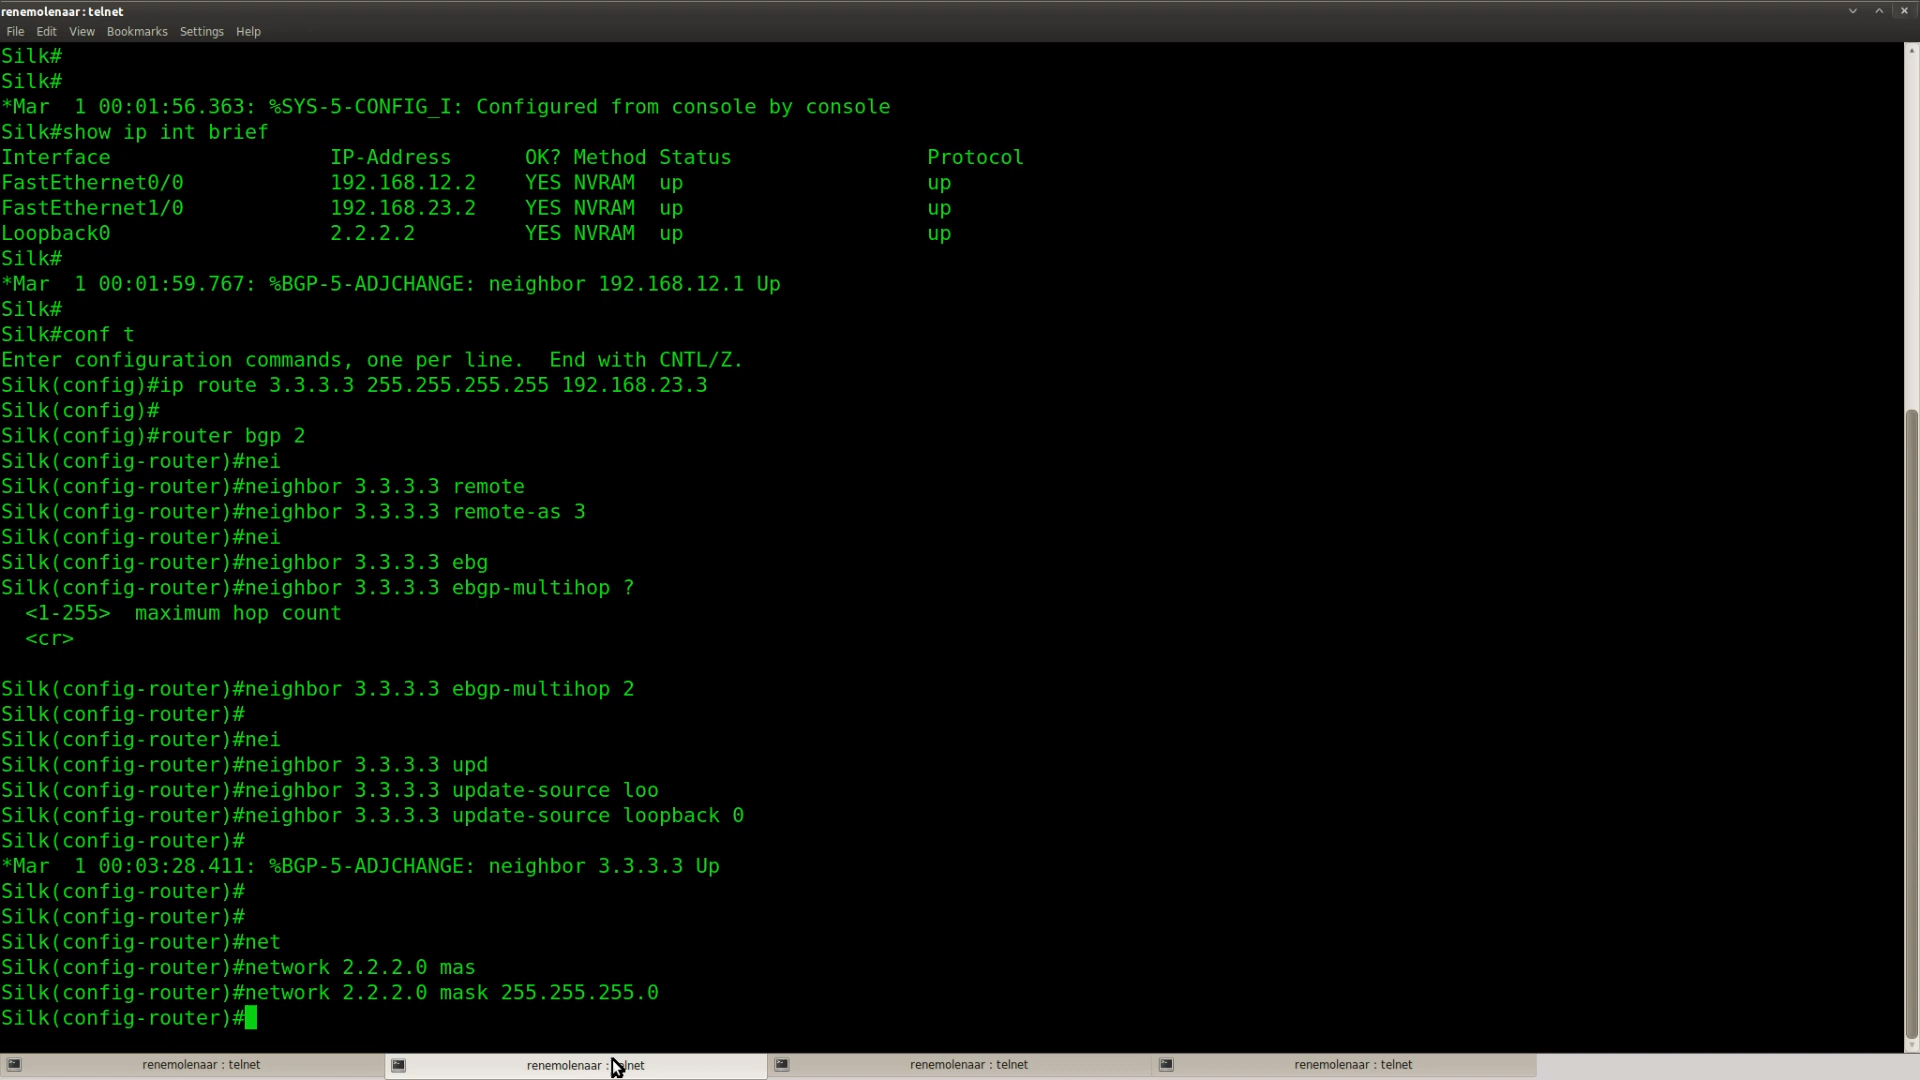 renemolenaar : telnet
File Edit View Bookmarks Settings Help
Silk#
Silk#
*Mar  1 00:01:56.363: %SYS-5-CONFIG_I: Configured from console by console
Silk#show ip int brief
Interface                  IP-Address      OK? Method Status                Protocol
FastEthernet0/0            192.168.12.2    YES NVRAM  up                    up
FastEthernet1/0            192.168.23.2    YES NVRAM  up                    up
Loopback0                  2.2.2.2         YES NVRAM  up                    up
Silk#
*Mar  1 00:01:59.767: %BGP-5-ADJCHANGE: neighbor 192.168.12.1 Up
Silk#
Silk#conf t
Enter configuration commands, one per line.  End with CNTL/Z.
Silk(config)#ip route 3.3.3.3 255.255.255.255 192.168.23.3
Silk(config)#
Silk(config)#router bgp 2
Silk(config-router)#nei
Silk(config-router)#neighbor 3.3.3.3 remote
Silk(config-router)#neighbor 3.3.3.3 remote-as 3
Silk(config-router)#nei
Silk(config-router)#neighbor 3.3.3.3 ebg
Silk(config-router)#neighbor 3.3.3.3 ebgp-multihop ?
  <1-255>  maximum hop count
  <cr>
Silk(config-router)#neighbor 3.3.3.3 ebgp-multihop 2
Silk(config-router)#
Silk(config-router)#nei
Silk(config-router)#neighbor 3.3.3.3 upd
Silk(config-router)#neighbor 3.3.3.3 update-source loo
Silk(config-router)#neighbor 3.3.3.3 update-source loopback 0
Silk(config-router)#
*Mar  1 00:03:28.411: %BGP-5-ADJCHANGE: neighbor 3.3.3.3 Up
Silk(config-router)#
Silk(config-router)#
Silk(config-router)#net
Silk(config-router)#network 2.2.2.0 mas
Silk(config-router)#network 2.2.2.0 mask 255.255.255.0
Silk(config-router)#
renemolenaar : telnet renemolenaar : telnet renemolenaar : telnet renemolenaar : telnet